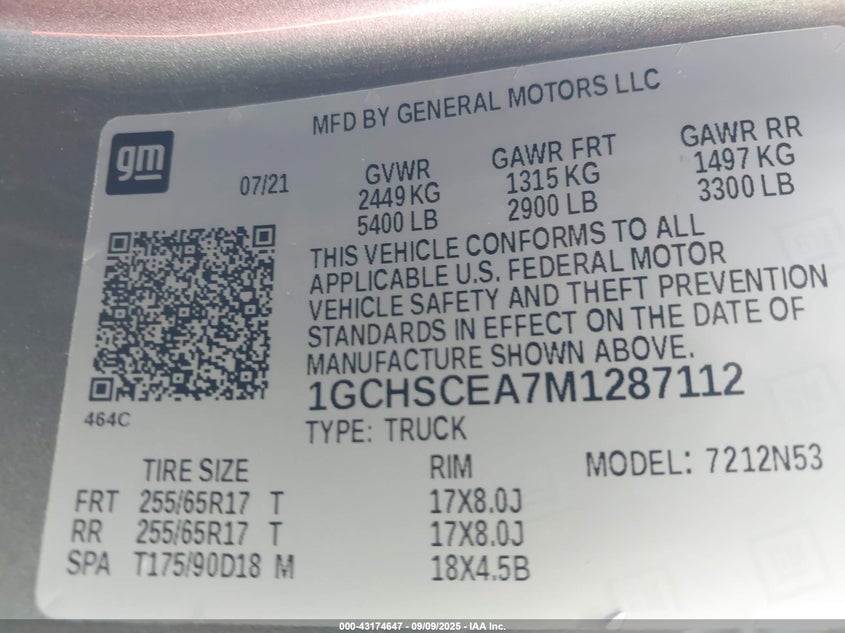 MFD BY GENERAL MOTORS LLC
gm
07/21
GVWR
2449 KG
5400 LB
GAWR FRT
1315 KG
2900 LB
GAWR RR
1497 KG
3300 LB
THIS VEHICLE CONFORMS TO ALL
APPLICABLE U.S. FEDERAL MOTOR
VEHICLE SAFETY AND THEFT PREVENTION
STANDARDS IN EFFECT ON THE DATE OF
MANUFACTURE SHOWN ABOVE.
1GCHSCEA7M1287112
464C
TYPE: TRUCK
MODEL: 7212N53
TIRE SIZE RIM
FRT 255/65R17 T 17X8.0J
RR 255/65R17 T 17X8.0J
SPA T175/90D18 M 18X4.5B
000-43174647 - 09/09/2025 - IAA Inc.